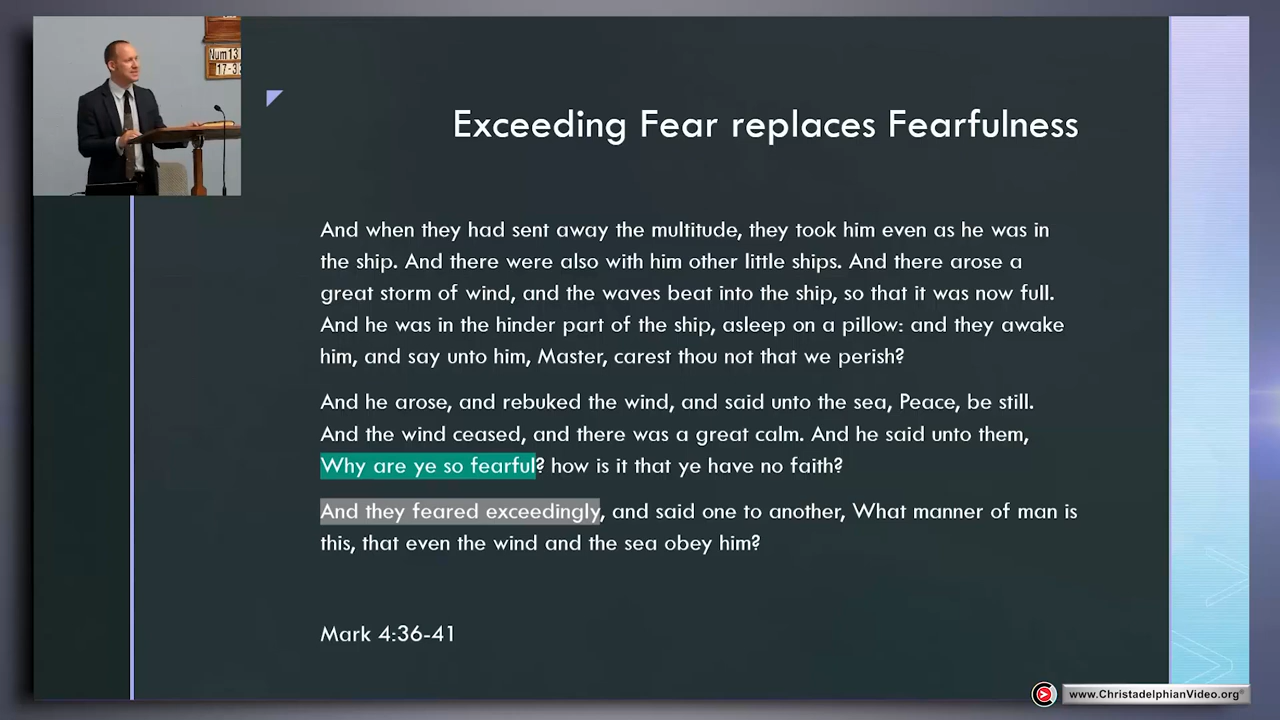 Num13
17-33
Exceeding Fear replaces Fearfulness
And when they had sent away the multitude, they took him even as he was in
the ship. And there were also with him other little ships. And there arose a
great storm of wind, and the waves beat into the ship, so that it was now full.
And he was in the hinder part of the ship, asleep on a pillow: and they awake
him, and say unto him, Master, carest thou not that we perish?
And he arose, and rebuked the wind, and said unto the sea, Peace, be still.
And the wind ceased, and there was a great calm. And he said unto them,
Why are ye so fearful? how is it that ye have no faith?
And they feared exceedingly, and said one to another, What manner of man is
this, that even the wind and the sea obey him?
Mark 4:36-41
www.ChristadelphianVideo.org